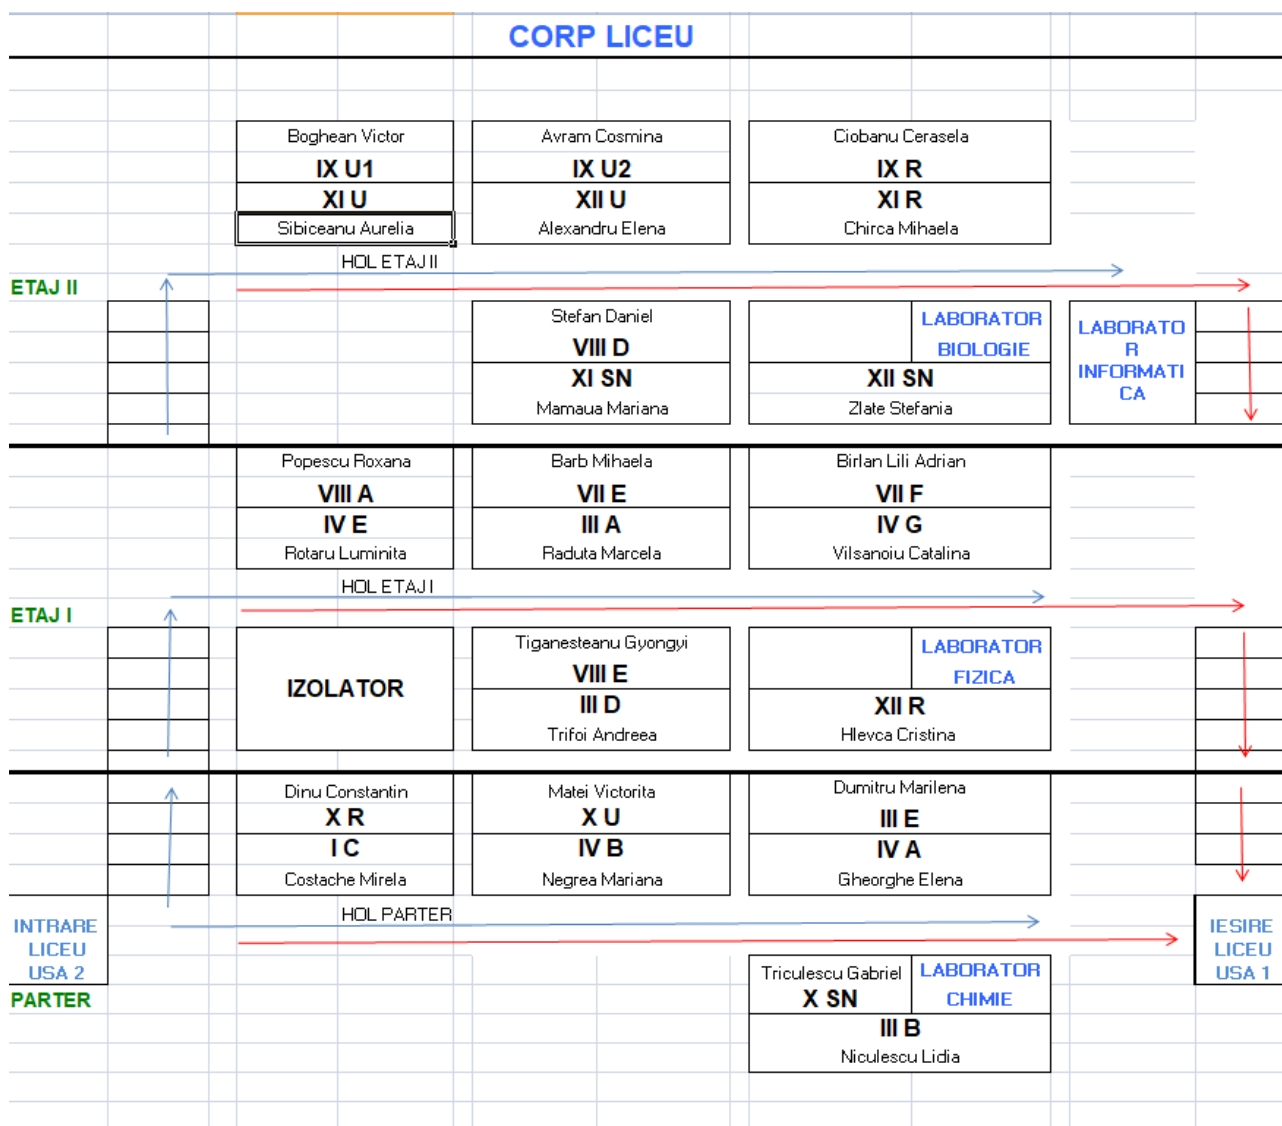 CORP LICEU
Boghean Victor
IX U1
XI U
Sibiceanu Aurelia
Avram Cosmina
IX U2
XII U
Alexandru Elena
Ciobanu Cerasela
IX R
XI R
Chirca Mihaela
HOL ETAJ II
ETAJ II
Stefan Daniel
VIII D
XI SN
Mamaua Mariana
LABORATOR
BIOLOGIE
XII SN
Zlate Stefania
LABORATO
R
INFORMATI
CA
Popescu Roxana
VIII A
IV E
Rotaru Luminita
Barb Mihaela
VII E
III A
Raduta Marcela
Birlan Lili Adrian
VII F
IV G
Vilsanoiu Catalina
HOL ETAJ I
ETAJ I
IZOLATOR
Tiganesteanu Gyongyi
VIII E
III D
Trifoi Andreea
LABORATOR
FIZICA
XII R
Hlevca Cristina
Dinu Constantin
X R
I C
Costache Mirela
Matei Victorita
X U
IV B
Negrea Mariana
Dumitru Marilena
III E
IV A
Gheorghe Elena
HOL PARTER
INTRARE
LICEU
USA 2
IESIRE
LICEU
USA 1
PARTER
Triculescu Gabriel
X SN
LABORATOR
CHIMIE
III B
Niculescu Lidia